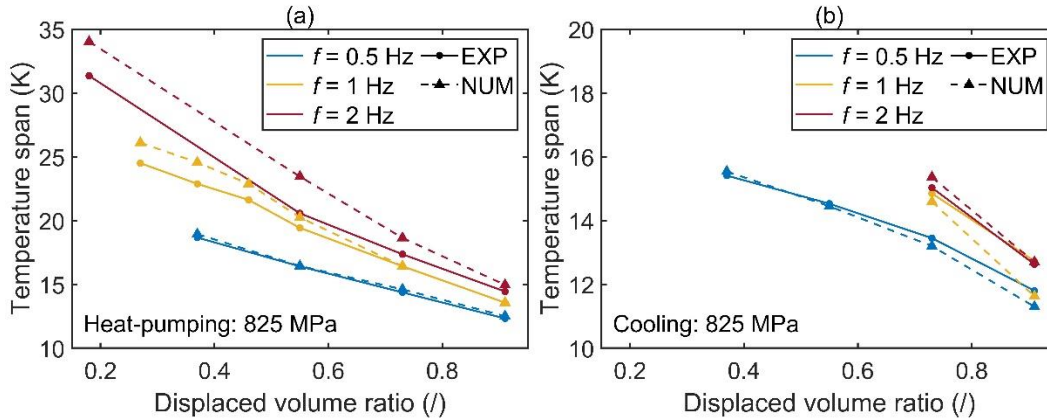 (a)
Temperature span (K)
35
30
25
20
15
10
f = 0.5 Hz
f = 1 Hz
f = 2 Hz
EXP
NUM
Heat-pumping: 825 MPa
0.2
0.4
0.6
0.8
Displaced volume ratio (/)
(b)
Temperature span (K)
20
18
16
14
12
10
f = 0.5 Hz
f = 1 Hz
f = 2 Hz
EXP
NUM
Cooling: 825 MPa
0.2
0.4
0.6
0.8
Displaced volume ratio (/)